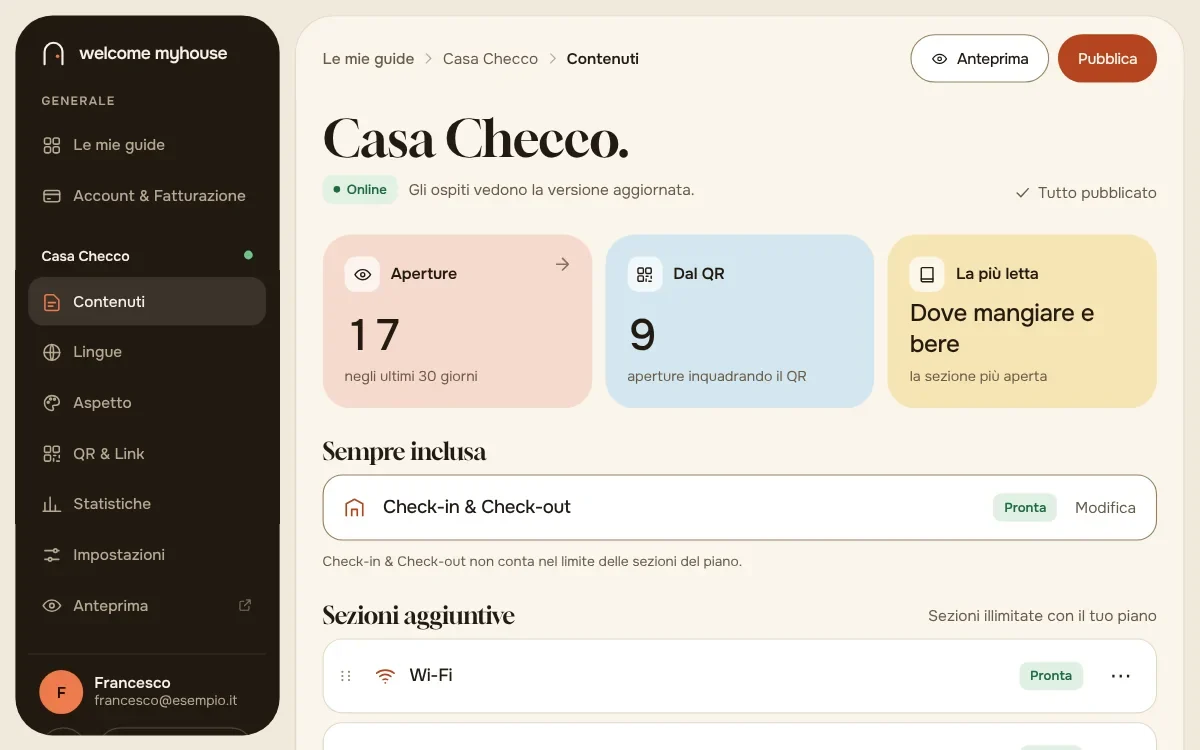 welcome myhouse
GENERALE
Le mie guide
Account & Fatturazione
Casa Checco
Contenuti
Lingue
Aspetto
QR & Link
Statistiche
Impostazioni
Anteprima
F
Francesco
francesco@esempio.it
Le mie guide > Casa Checco > Contenuti
Anteprima
Pubblica
Casa Checco.
Online
Gli ospiti vedono la versione aggiornata.
Tutto pubblicato
Aperture
17
negli ultimi 30 giorni
Dal QR
9
aperture inquadrando il QR
La più letta
Dove mangiare e
bere
la sezione più aperta
Sempre inclusa
Check-in & Check-out
Pronta
Modifica
Check-in & Check-out non conta nel limite delle sezioni del piano.
Sezioni aggiuntive
Sezioni illimitate con il tuo piano
Wi-Fi
Pronta